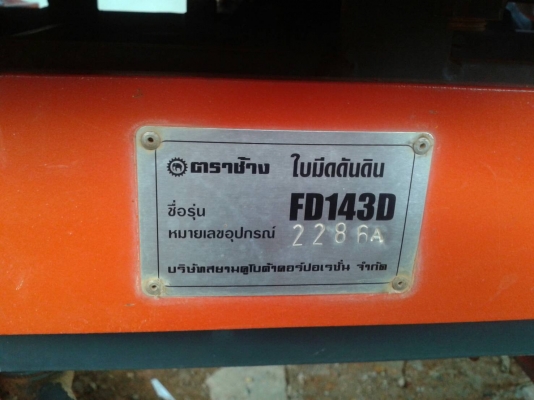 ตราช้าง ใบมีดดันดิน
ชื่อรุ่น FD143D
หมายเลขอุปกรณ์ 2286A
บริษัทสยามคูโบต้าคอร์ปอเรชั่น จำกัด